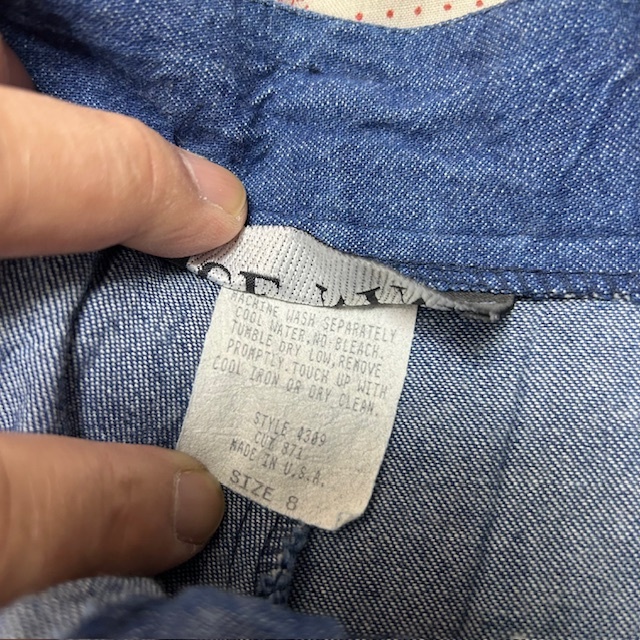 MACHINE WASH SEPARATELY
COOL WATER. NO BLEACH.
TUMBLE DRY LOW, REMOVE
PROMPTLY. TOUCH UP WITH
COOL IRON OR DRY CLEAN.
STYLE 4309
CUT 871
MADE IN U.S.A.
SIZE 8